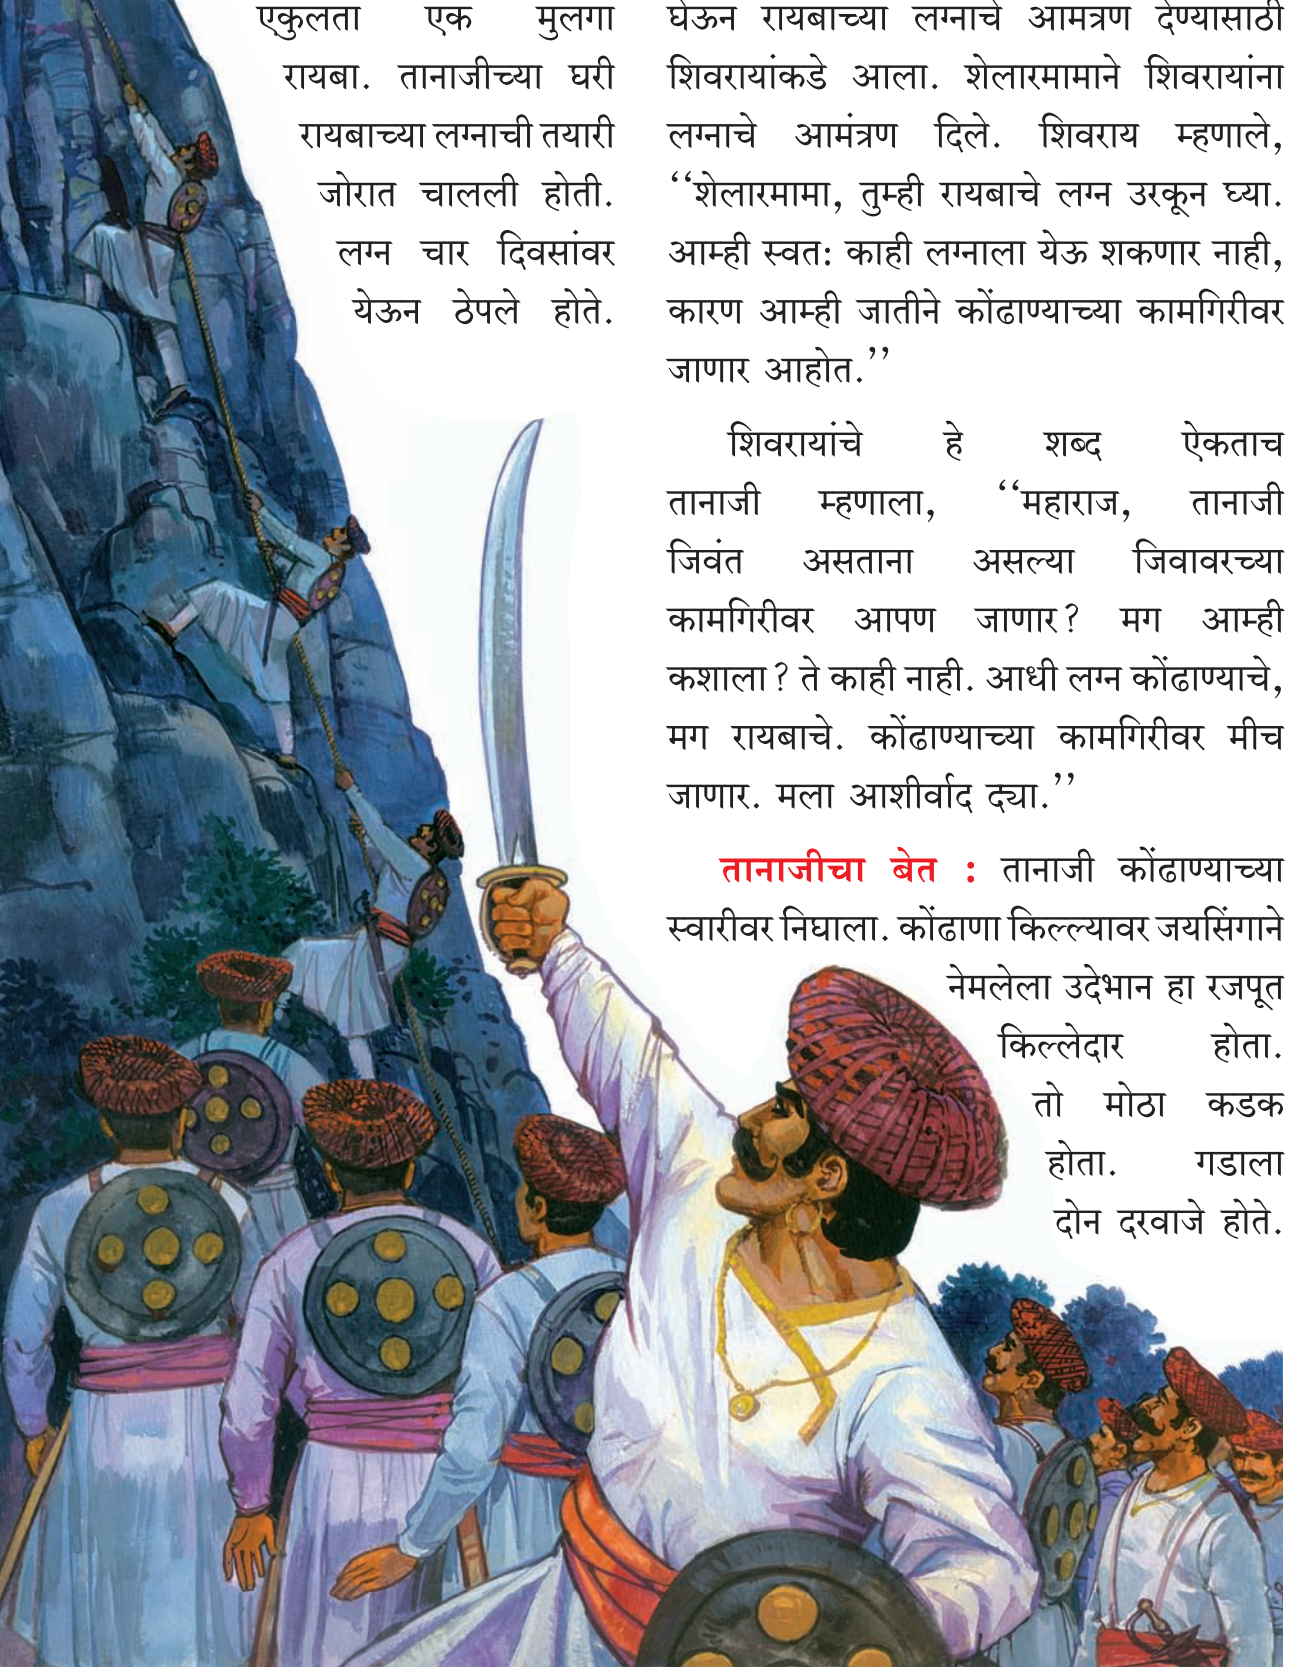 एकुलता एक मुलगा
रायबा. तानाजीच्या घरी
रायबाच्या लग्नाची तयारी
जोरात चालली होती.
लग्न चार दिवसांवर
येऊन ठेपले होते.
घेऊन रायबाच्या लग्नाचे आमंत्रण देण्यासाठी
शिवरायांकडे आला. शेलारमामाने शिवरायांना
लग्नाचे आमंत्रण दिले. शिवराय म्हणाले,
‘‘शेलारमामा, तुम्ही रायबाचे लग्न उरकून घ्या.
आम्ही स्वत: काही लग्नाला येऊ शकणार नाही,
कारण आम्ही जातीने कोंढाण्याच्या कामगिरीवर
जाणार आहोत.’’
शिवरायांचे हे शब्द ऐकताच
तानाजी म्हणाला, ‘‘महाराज, तानाजी
जिवंत असताना असल्या जिवावरच्या
कामगिरीवर आपण जाणार? मग आम्ही
कशाला? ते काही नाही. आधी लग्न कोंढाण्याचे,
मग रायबाचे. कोंढाण्याच्या कामगिरीवर मीच
जाणार. मला आशीर्वाद द्या.’’
तानाजीचा बेत : तानाजी कोंढाण्याच्या
स्वारीवर निघाला. कोंढाणा किल्ल्यावर जयसिंगाने
नेमलेला उदेभान हा रजपूत
किल्लेदार होता.
तो मोठा कडक
होता. गडाला
दोन दरवाजे होते.